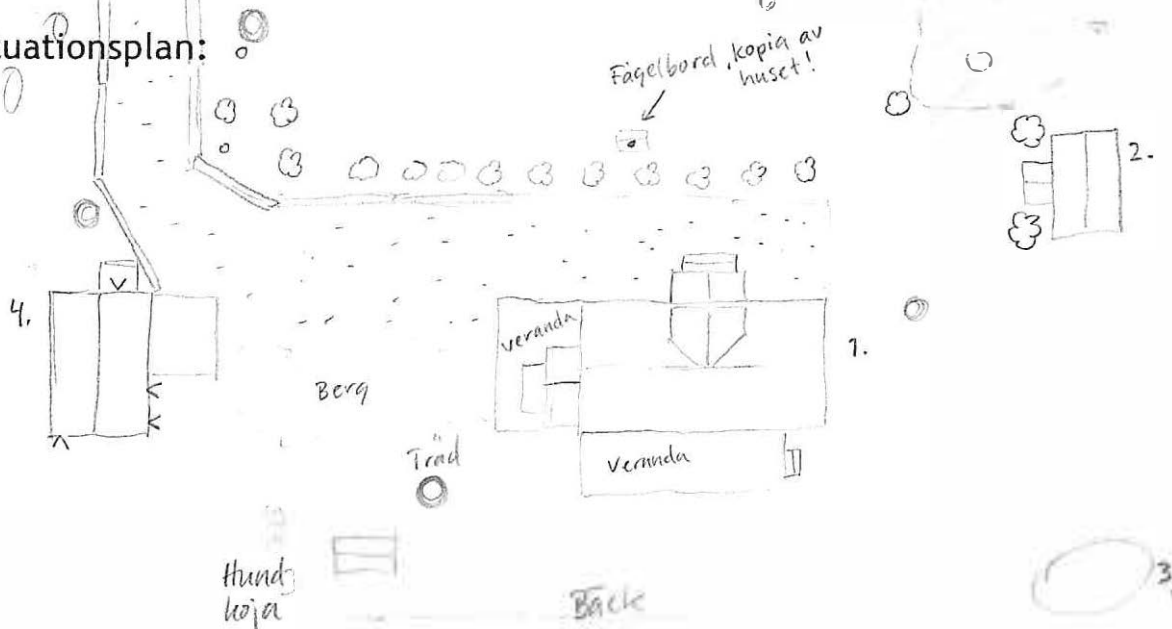 uationsplan:
Fågelbord, kopia av
huset!
2.
4.
veranda
1.
Berg
Träd
Veranda
Hund
koja
Bäck
3